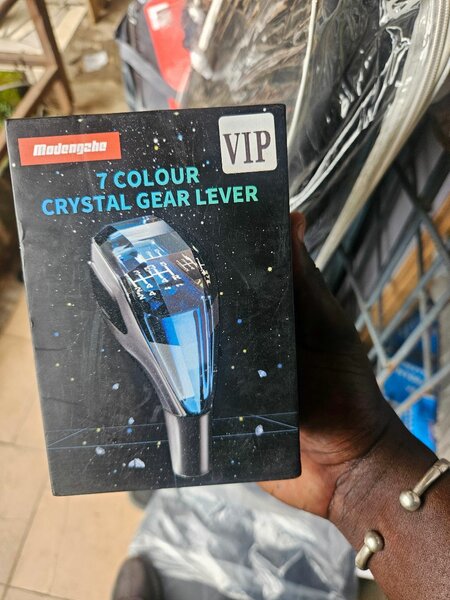 Modengzhe
VIP
7 COLOUR
CRYSTAL GEAR LEVER